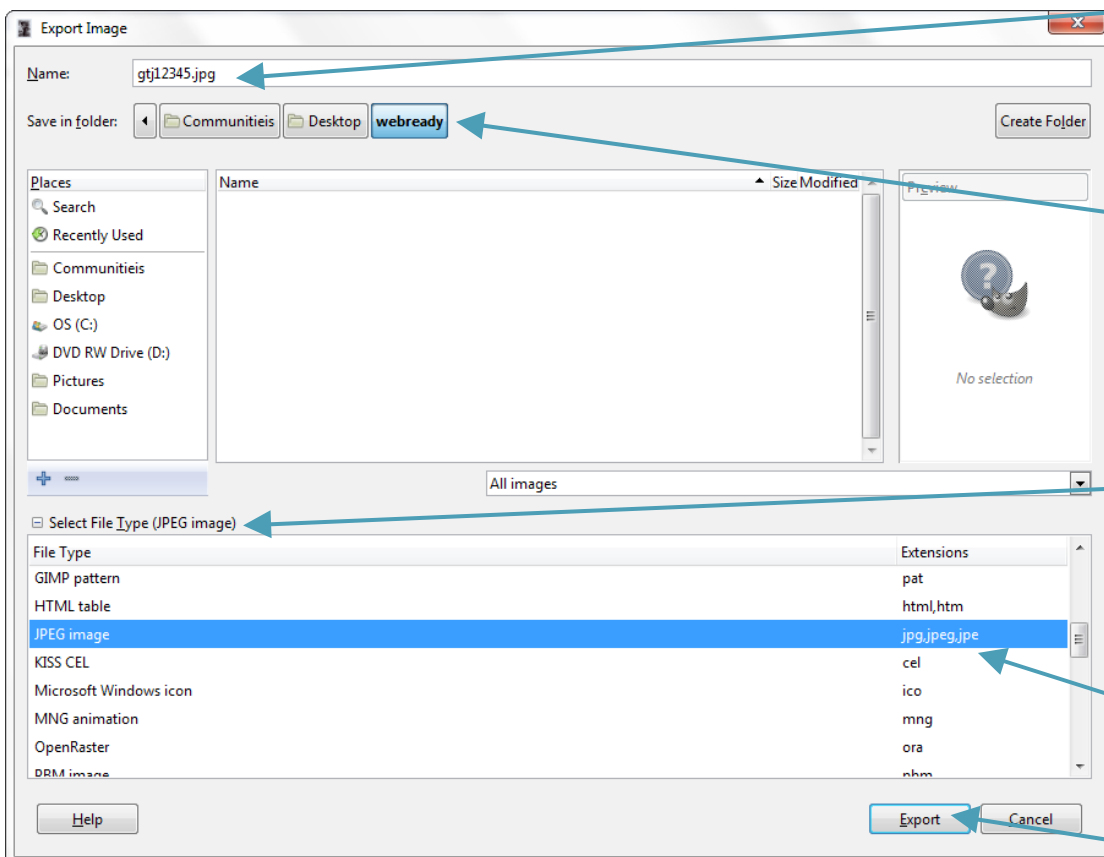 Export Image
Name: gtj12345.jpg
Save in folder: Communitieis Desktop webready Create Folder
Places Name Size Modified Preview
Search
Recently Used
Communitieis
Desktop
OS (C:)
DVD RW Drive (D:)
Pictures No selection
Documents
All images
Select File Type (JPEG image)
File Type Extensions
GIMP pattern pat
HTML table html,htm
JPEG image jpg,jpeg,jpe
KISS CEL cel
Microsoft Windows icon ico
MNG animation mng
OpenRaster ora
PBM image pbm
Help Export Cancel